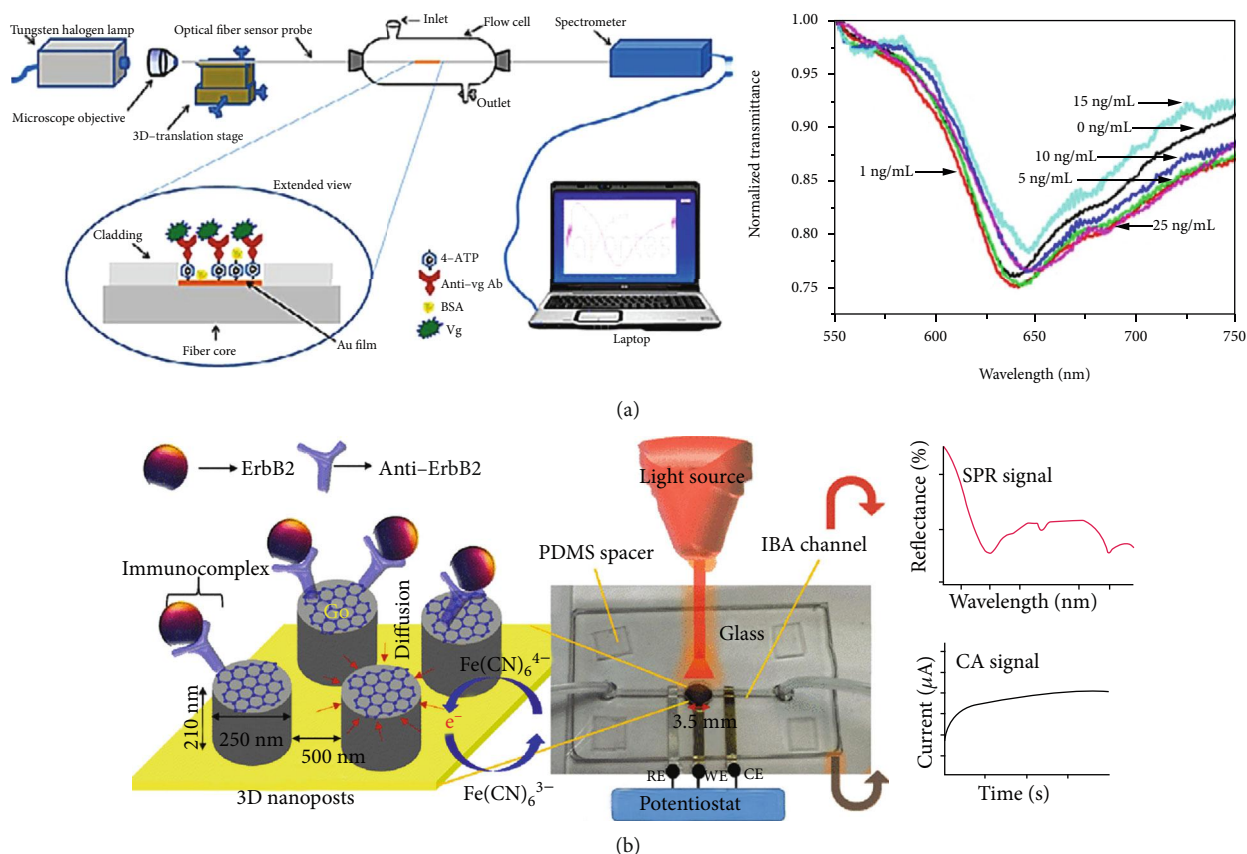 Tungsten halogen lamp
Optical fiber sensor probe
Inlet
Flow cell
Spectrometer
Microscope objective
3D–translation stage
Outlet
Extended view
Cladding
4–ATP
Anti–vg Ab
BSA
Vg
Fiber core
Au film
Laptop
1.00
0.95
0.90
0.85
0.80
0.75
Normalized transmittance
15 ng/mL
0 ng/mL
10 ng/mL
5 ng/mL
1 ng/mL
25 ng/mL
550
600
650
700
750
Wavelength (nm)
(a)
ErbB2
Anti–ErbB2
Immunocomplex
Go
Diffusion
Fe(CN)₆⁴⁻
e⁻
210 nm
250 nm
500 nm
3D nanoposts
Fe(CN)₆³⁻
Light source
PDMS spacer
IBA channel
Glass
3.5 mm
RE
WE
CE
Potentiostat
Reflectance (%)
SPR signal
Wavelength (nm)
Current (μA)
CA signal
Time (s)
(b)